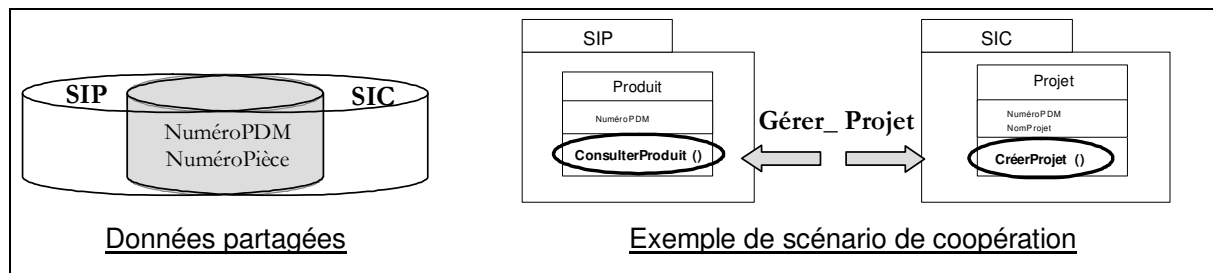 SIP
SIC
NuméroPDM
NuméroPièce
Données partagées
SIP
Produit
NuméroPDM
ConsulterProduit ()
Gérer_ Projet
SIC
Projet
NuméroPDM
NomProjet
CréerProjet ()
Exemple de scénario de coopération